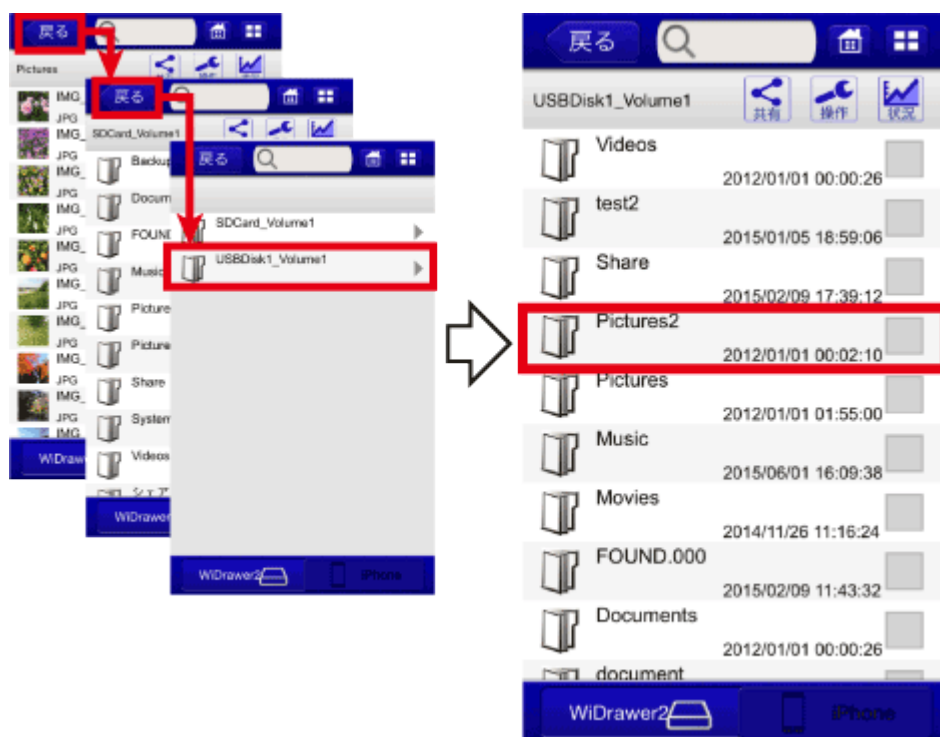 戻る
Pictures
IMG_
JPG
IMG_
JPG
IMG_
JPG
IMG_
JPG
IMG_
JPG
IMG_
JPG
IMG_
JPG
IMG_
JPG
IMG_
JPG
IMG
WiDraw
戻る
SDCard_Volume1
Backup
Docum
FOUN
Music
Picture
Picture
Share
System
Videos
シェア
WiDrawer
戻る
SDCard_Volume1
USBDisk1_Volume1
WiDrawer2
iPhone
戻る
USBDisk1_Volume1
共有
操作
状況
Videos
2012/01/01 00:00:26
test2
2015/01/05 18:59:06
Share
2015/02/09 17:39:12
Pictures2
2012/01/01 00:02:10
Pictures
2012/01/01 01:55:00
Music
2015/06/01 16:09:38
Movies
2014/11/26 11:16:24
FOUND.000
2015/02/09 11:43:32
Documents
2012/01/01 00:00:26
document
WiDrawer2
iPhone